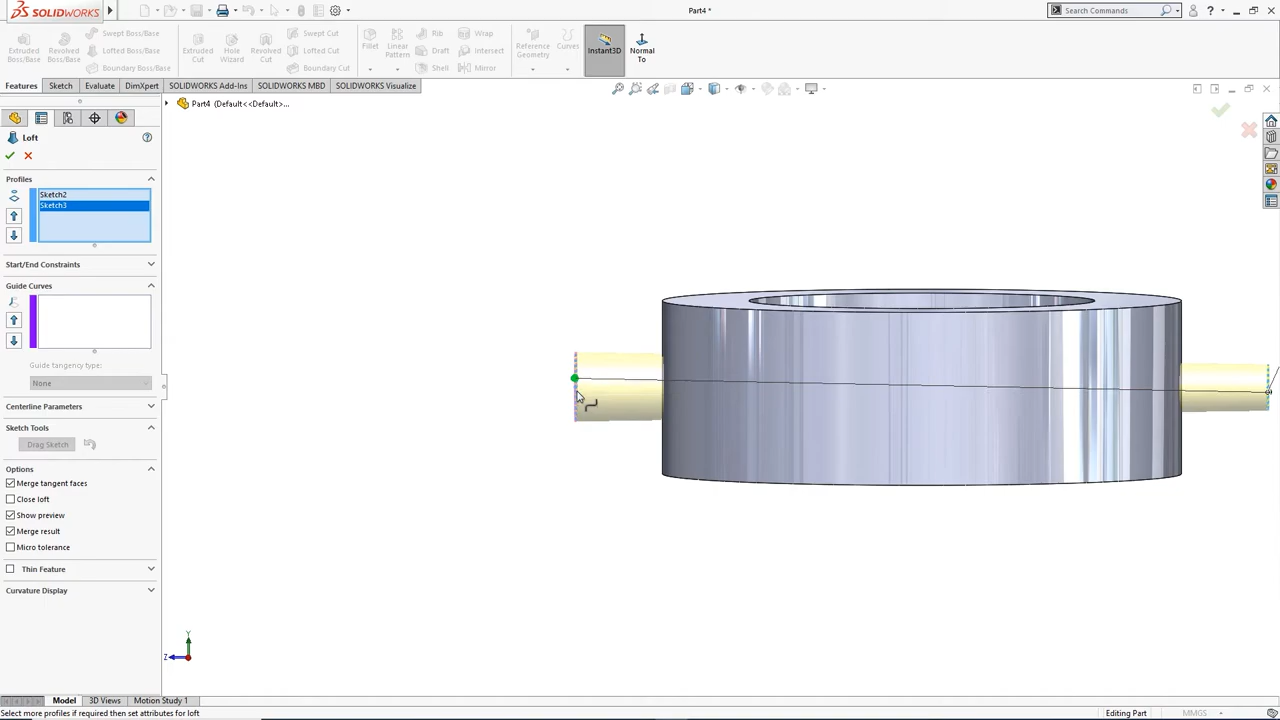 SOLIDWORKS
Part4 *
Search Commands
Extruded Boss/Base
Revolved Boss/Base
Swept Boss/Base
Lofted Boss/Base
Boundary Boss/Base
Extruded Cut
Hole Wizard
Revolved Cut
Swept Cut
Lofted Cut
Boundary Cut
Fillet
Linear Pattern
Rib
Draft
Shell
Wrap
Intersect
Mirror
Reference Geometry
Curves
Instant3D
Normal To
Features
Sketch
Evaluate
DimXpert
SOLIDWORKS Add-Ins
SOLIDWORKS MBD
SOLIDWORKS Visualize
Part4 (Default<<Default>...
Loft
Profiles
Sketch2
Sketch3
Start/End Constraints
Guide Curves
Guide tangency type:
None
Centerline Parameters
Sketch Tools
Drag Sketch
Options
Merge tangent faces
Close loft
Show preview
Merge result
Micro tolerance
Thin Feature
Curvature Display
Y
Z
Model
3D Views
Motion Study 1
Select more profiles if required then set attributes for loft
Editing Part
MMGS